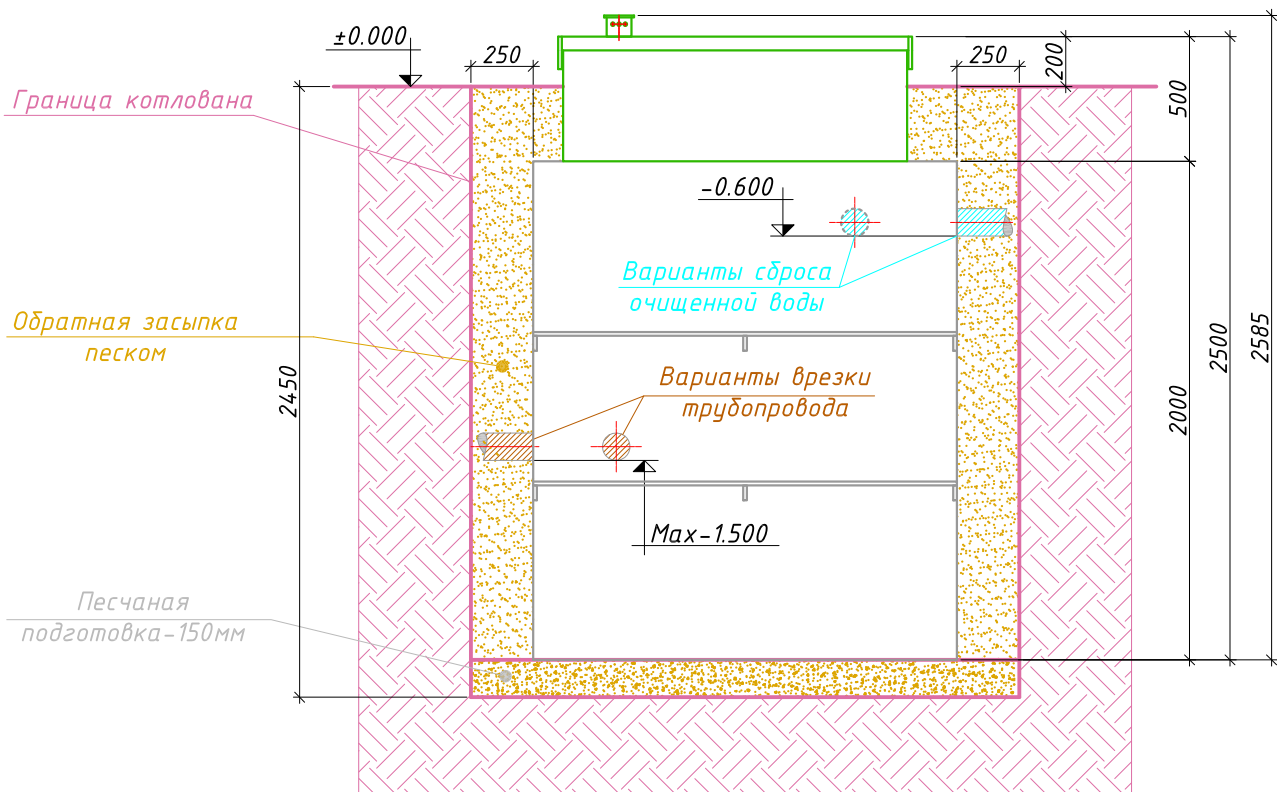 ±0.000
250
250
200
500
Граница котлована
-0.600
Варианты сброса
очищенной воды
Обратная засыпка
песком
2450
2500
2585
2000
Варианты врезки
трубопровода
Max-1.500
Песчаная
подготовка-150мм